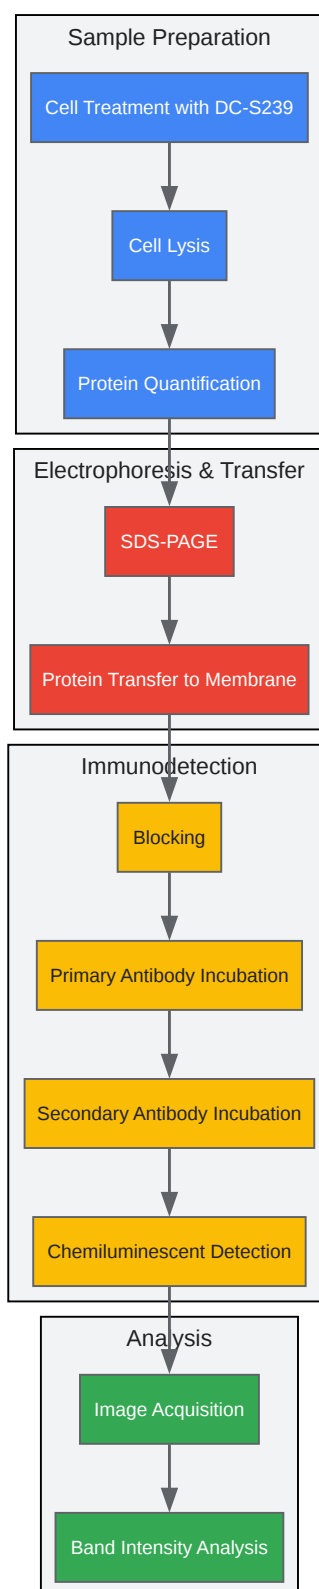 Sample Preparation
Cell Treatment with DC-S239
Cell Lysis
Protein Quantification
Electrophoresis & Transfer
SDS-PAGE
Protein Transfer to Membrane
Immunodetection
Blocking
Primary Antibody Incubation
Secondary Antibody Incubation
Chemiluminescent Detection
Analysis
Image Acquisition
Band Intensity Analysis